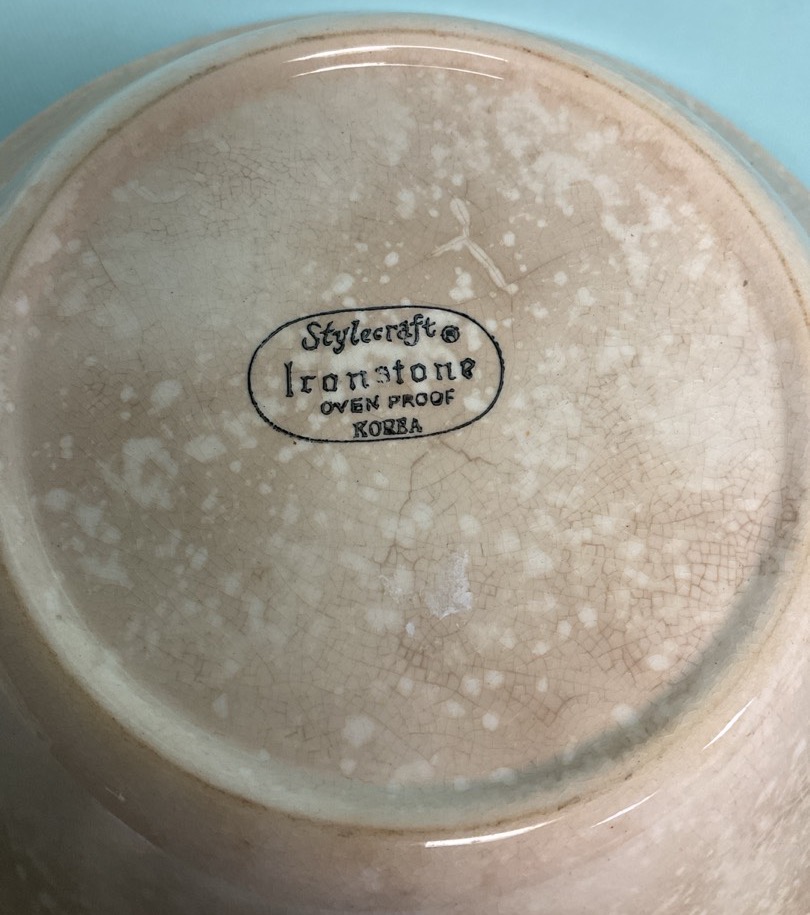 Stylecraft ®
Ironstone
OVEN PROOF
KOREA